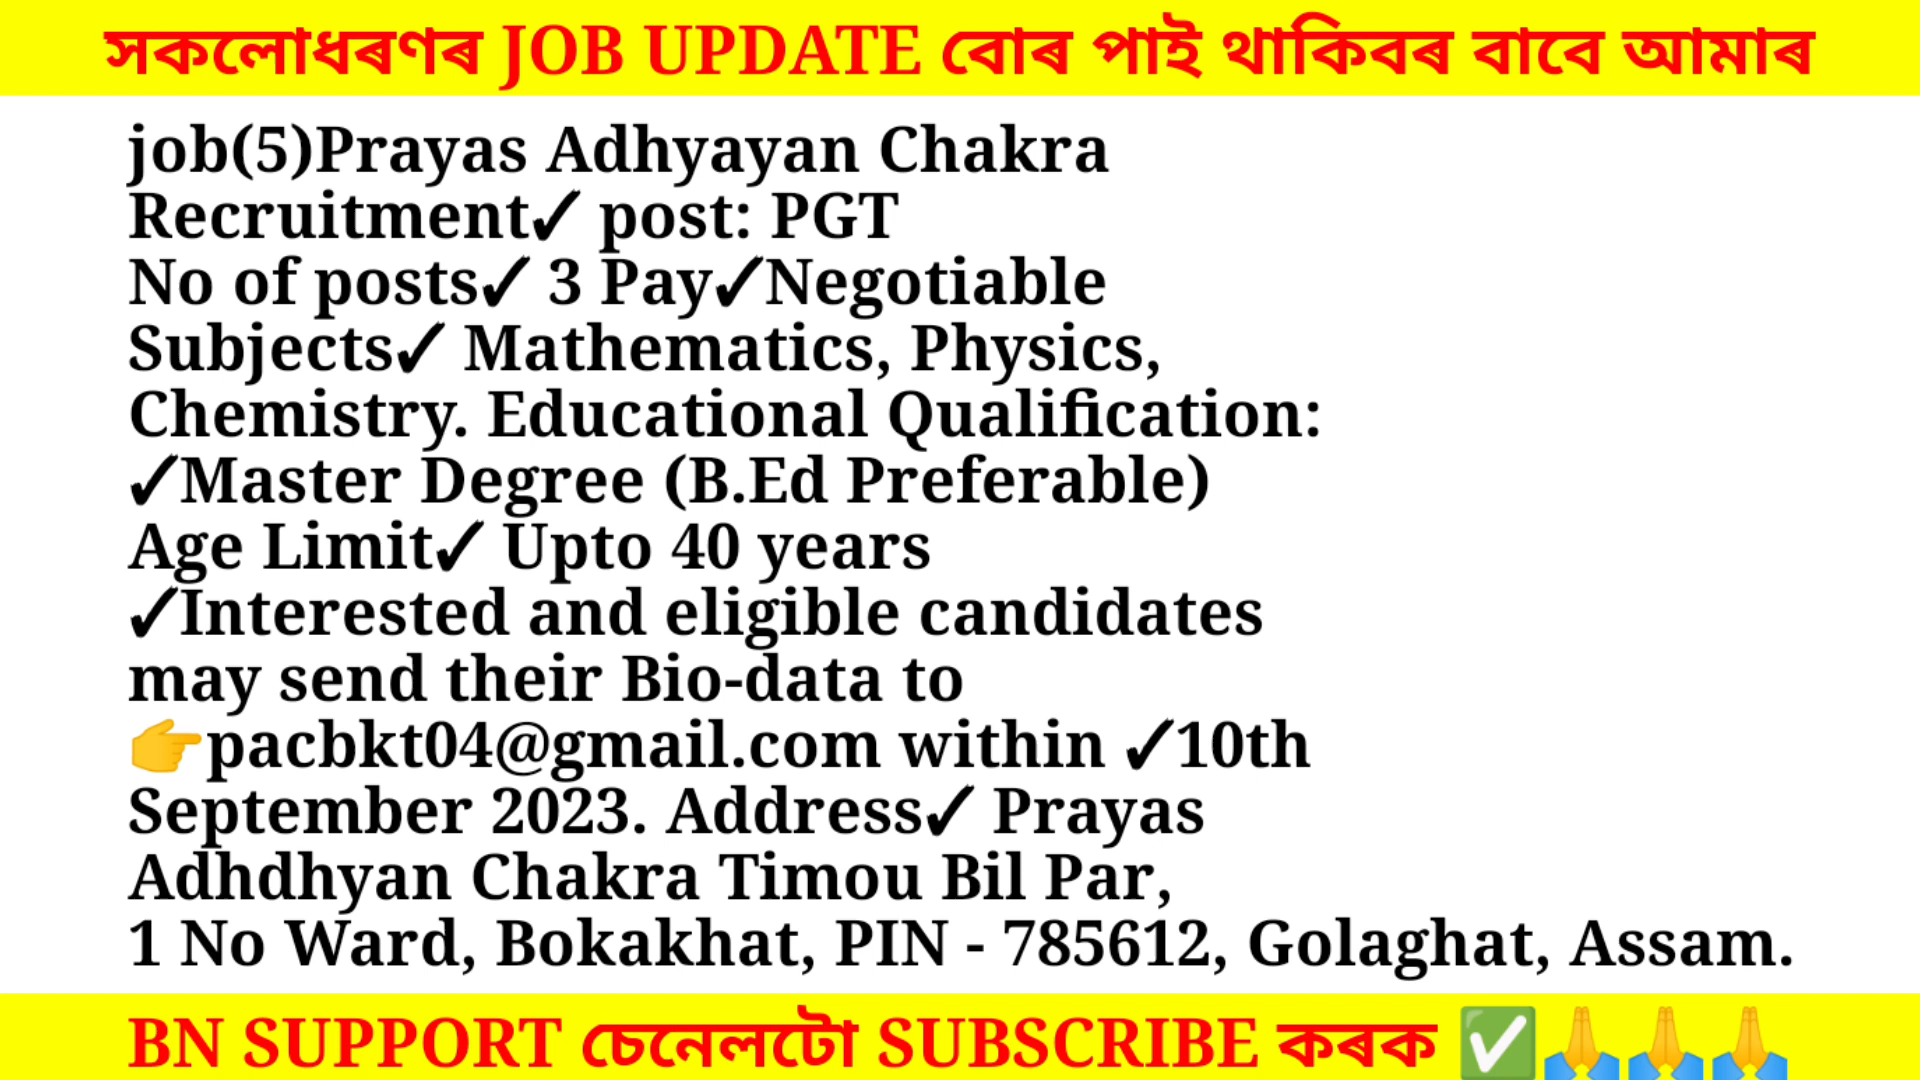 সকলোধৰণৰ JOB UPDATE বোৰ পাই থাকিবৰ বাবে আমাৰ
job(5)Prayas Adhyayan Chakra
Recruitment✓ post: PGT
No of posts✓ 3 Pay✓Negotiable
Subjects✓ Mathematics, Physics,
Chemistry. Educational Qualification:
✓Master Degree (B.Ed Preferable)
Age Limit✓ Upto 40 years
✓Interested and eligible candidates
may send their Bio-data to
👉pacbkt04@gmail.com within ✓10th
September 2023. Address✓ Prayas
Adhdhyan Chakra Timou Bil Par,
1 No Ward, Bokakhat, PIN - 785612, Golaghat, Assam.
BN SUPPORT চেনেলটো SUBSCRIBE কৰক ✅🙏🙏🙏